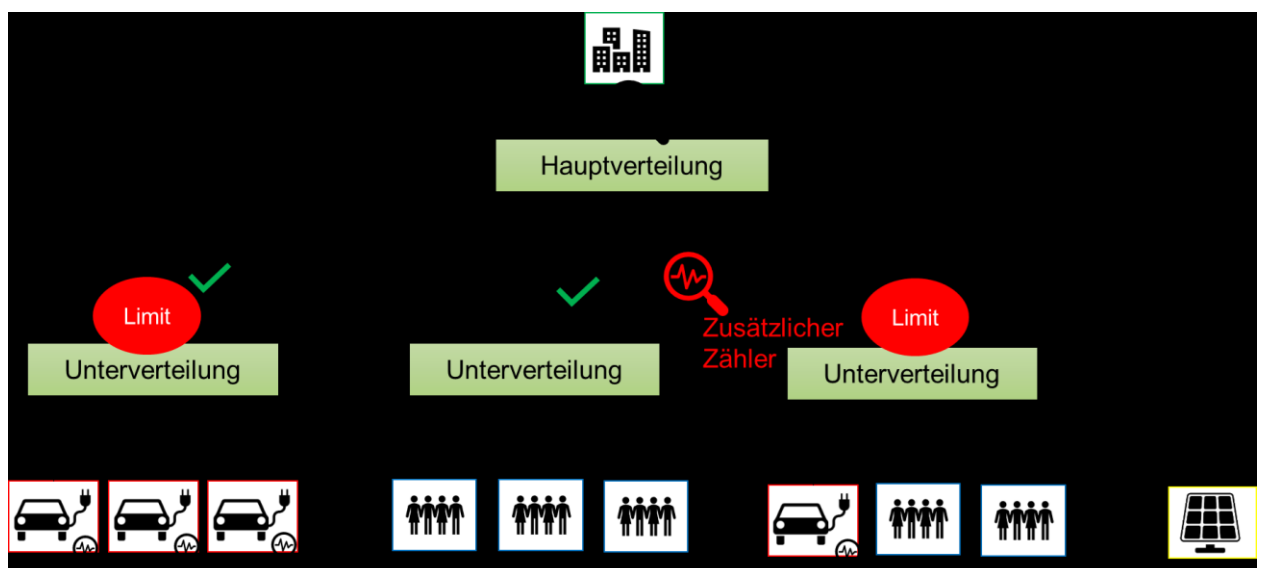 Hauptverteilung
Limit
Unterverteilung
Unterverteilung
Zusätzlicher
Zähler
Limit
Unterverteilung